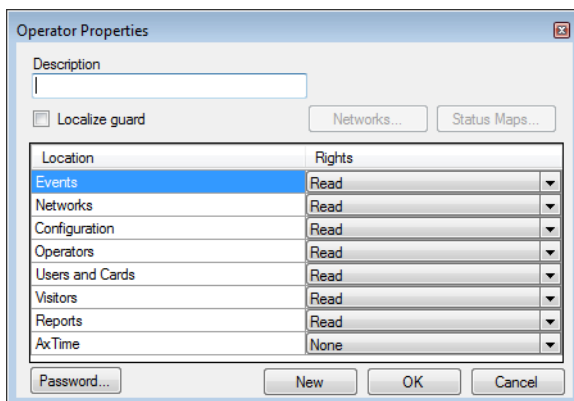 Operator Properties
Description
Localize guard Networks... Status Maps...
Location Rights
Events Read
Networks Read
Configuration Read
Operators Read
Users and Cards Read
Visitors Read
Reports Read
AxTime None
Password... New OK Cancel